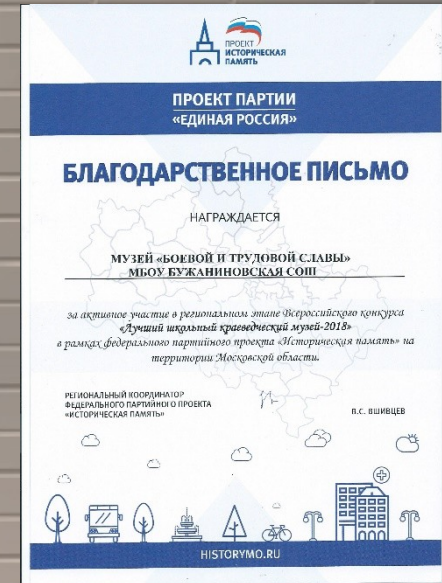 ПРОЕКТ
ИСТОРИЧЕСКАЯ
ПАМЯТЬ
ПРОЕКТ ПАРТИИ
«ЕДИНАЯ РОССИЯ»
БЛАГОДАРСТВЕННОЕ ПИСЬМО
НАГРАЖДАЕТСЯ
МУЗЕЙ «БОЕВОЙ И ТРУДОВОЙ СЛАВЫ»
МБОУ БУЖАНИНОВСКАЯ СОШ
за активное участие в региональном этапе Всероссийского конкурса
«Лучший школьный краеведческий музей-2018»
в рамках федерального партийного проекта «Историческая память» на
территории Московской области.
РЕГИОНАЛЬНЫЙ КООРДИНАТОР
ФЕДЕРАЛЬНОГО ПАРТИЙНОГО ПРОЕКТА
«ИСТОРИЧЕСКАЯ ПАМЯТЬ»
В.С. ВШИВЦЕВ
HISTORYMO.RU